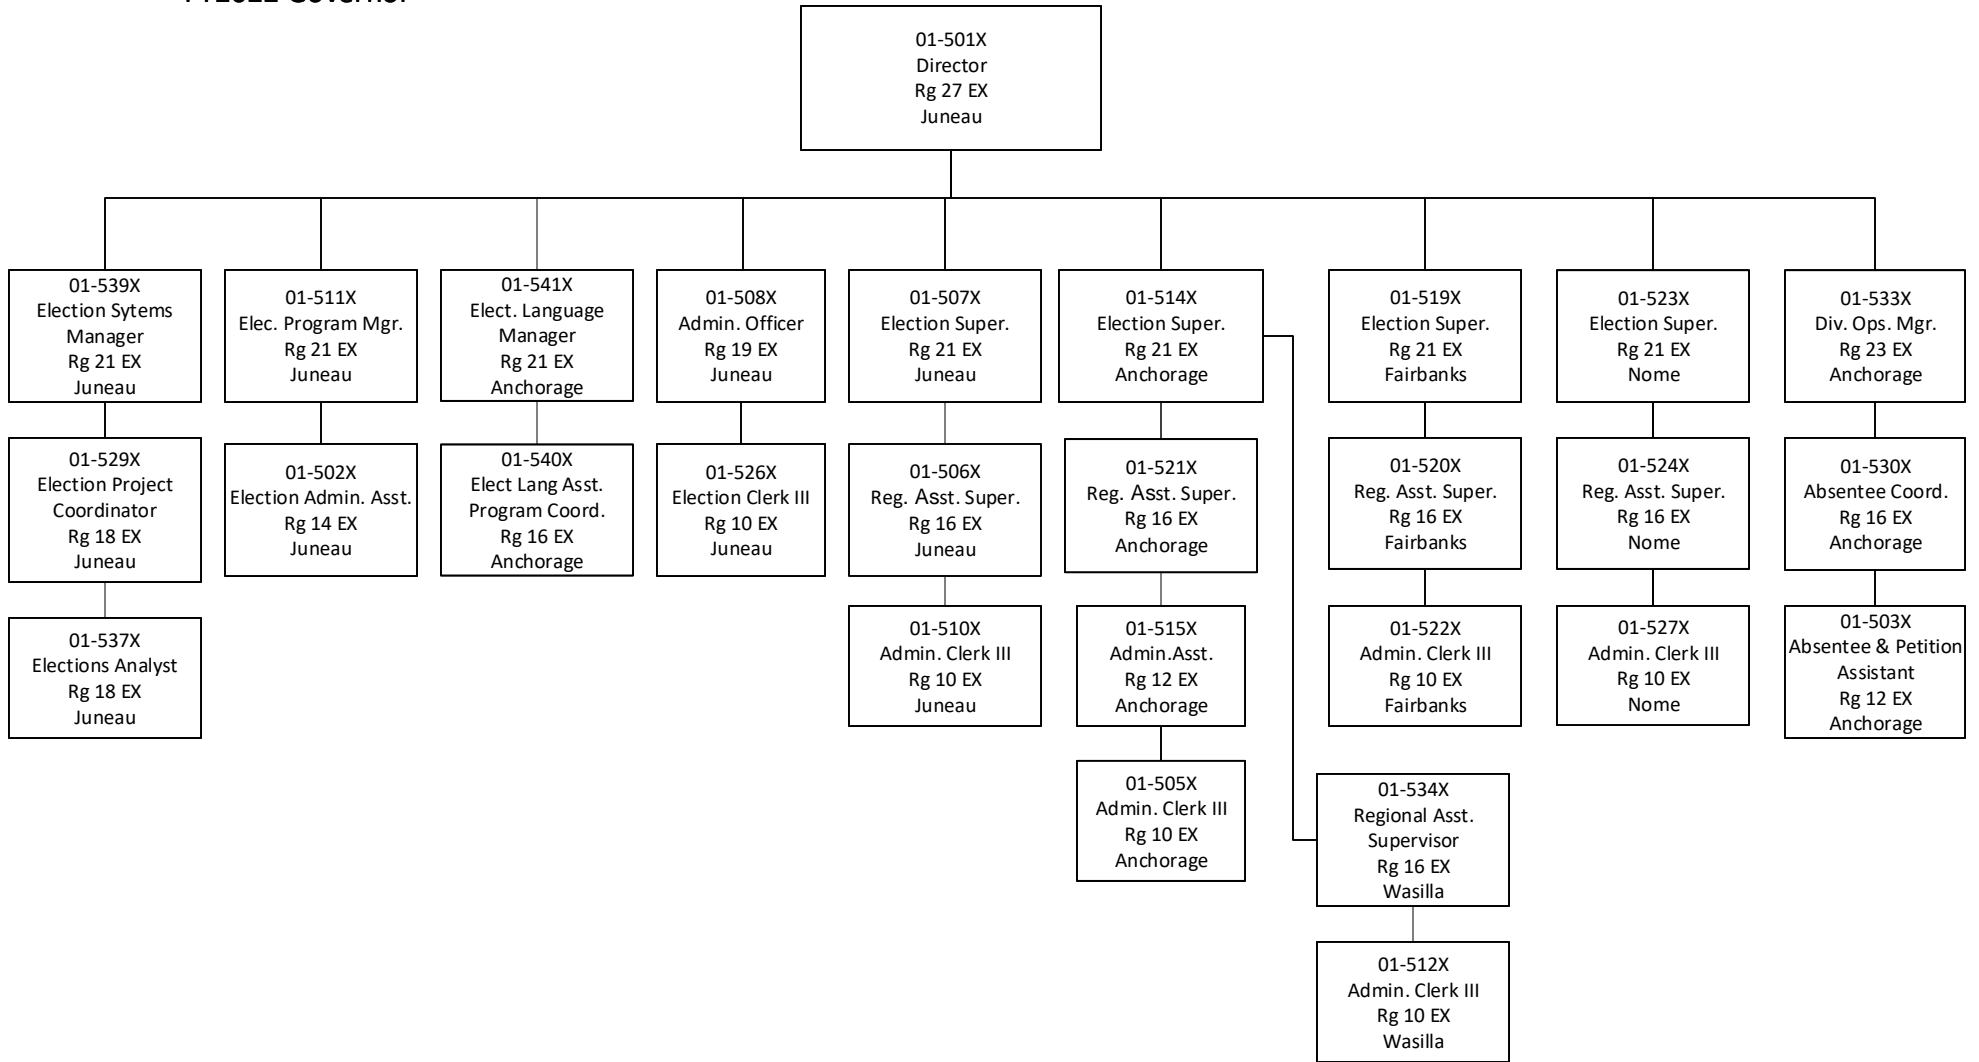 FY2022 Governor
01-501X
Director
Rg 27 EX
Juneau
01-539X
Election Sytems
Manager
Rg 21 EX
Juneau
01-511X
Elec. Program Mgr.
Rg 21 EX
Juneau
01-541X
Elect. Language
Manager
Rg 21 EX
Anchorage
01-508X
Admin. Officer
Rg 19 EX
Juneau
01-507X
Election Super.
Rg 21 EX
Juneau
01-514X
Election Super.
Rg 21 EX
Anchorage
01-519X
Election Super.
Rg 21 EX
Fairbanks
01-523X
Election Super.
Rg 21 EX
Nome
01-533X
Div. Ops. Mgr.
Rg 23 EX
Anchorage
01-529X
Election Project
Coordinator
Rg 18 EX
Juneau
01-502X
Election Admin. Asst.
Rg 14 EX
Juneau
01-540X
Elect Lang Asst.
Program Coord.
Rg 16 EX
Anchorage
01-526X
Election Clerk III
Rg 10 EX
Juneau
01-506X
Reg. Asst. Super.
Rg 16 EX
Juneau
01-521X
Reg. Asst. Super.
Rg 16 EX
Anchorage
01-520X
Reg. Asst. Super.
Rg 16 EX
Fairbanks
01-524X
Reg. Asst. Super.
Rg 16 EX
Nome
01-530X
Absentee Coord.
Rg 16 EX
Anchorage
01-537X
Elections Analyst
Rg 18 EX
Juneau
01-510X
Admin. Clerk III
Rg 10 EX
Juneau
01-515X
Admin.Asst.
Rg 12 EX
Anchorage
01-522X
Admin. Clerk III
Rg 10 EX
Fairbanks
01-527X
Admin. Clerk III
Rg 10 EX
Nome
01-503X
Absentee & Petition
Assistant
Rg 12 EX
Anchorage
01-505X
Admin. Clerk III
Rg 10 EX
Anchorage
01-534X
Regional Asst.
Supervisor
Rg 16 EX
Wasilla
01-512X
Admin. Clerk III
Rg 10 EX
Wasilla